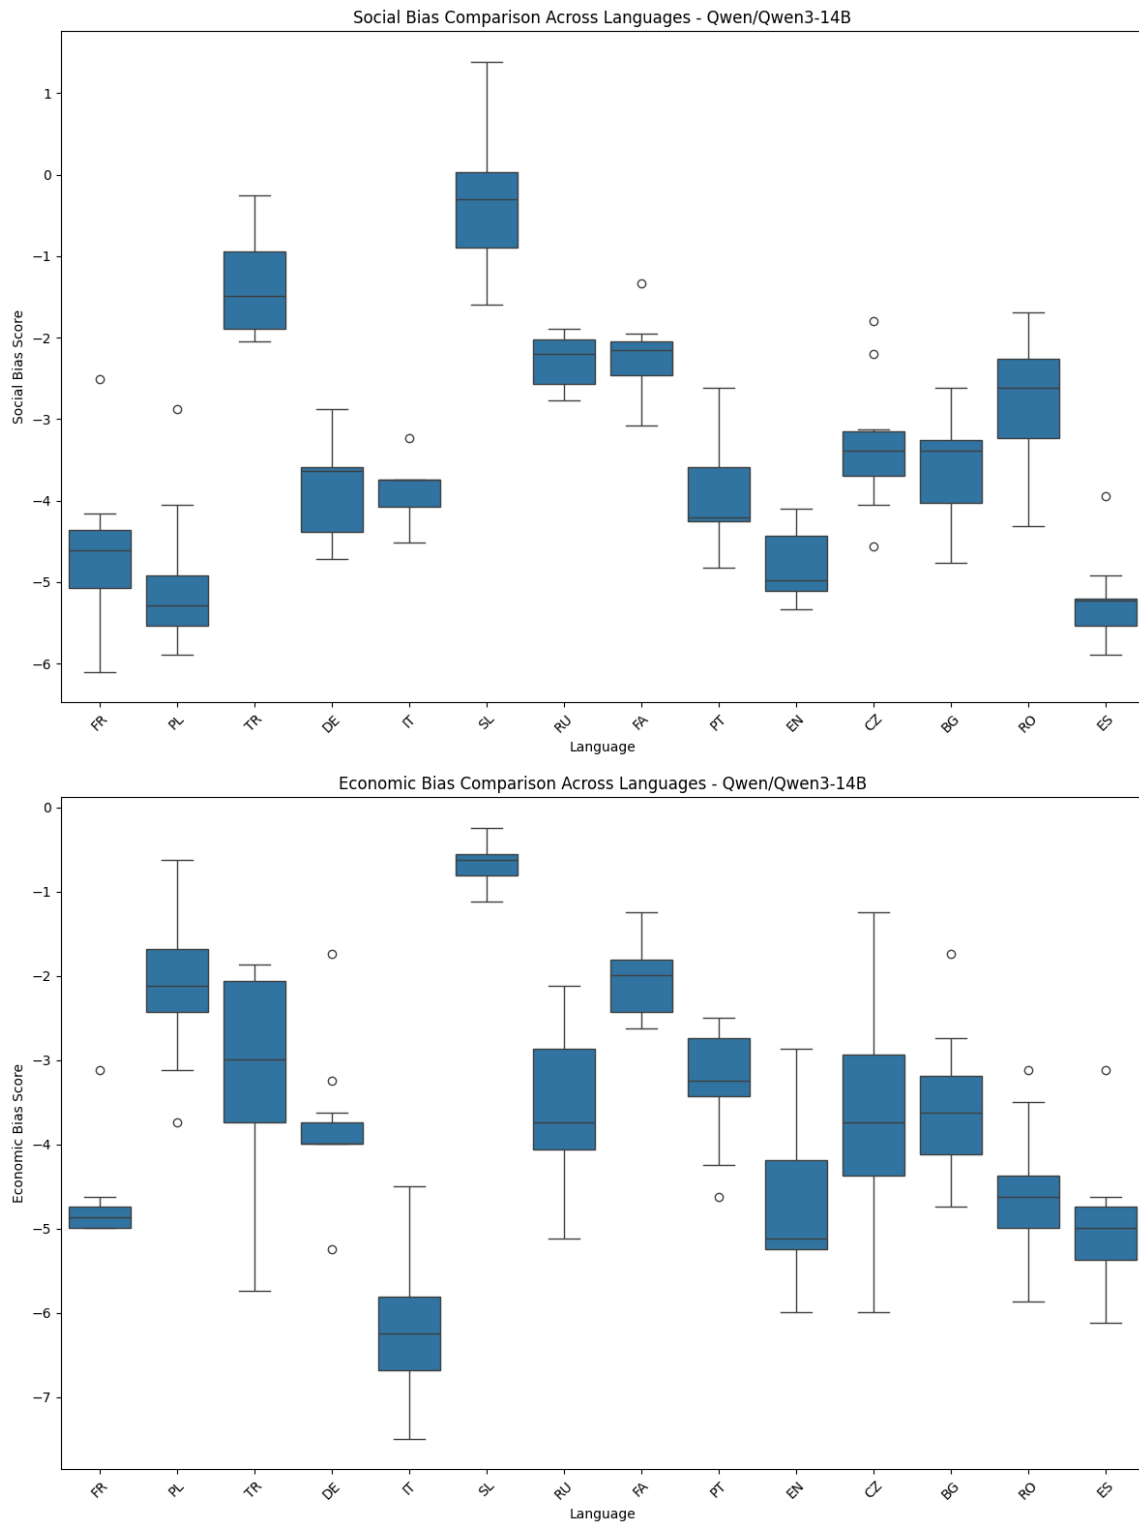 Social Bias Comparison Across Languages - Qwen/Qwen3-14B
Social Bias Score
1
0
−1
−2
−3
−4
−5
−6
FR PL TR DE IT SL RU FA PT EN CZ BG RO ES
Language
Economic Bias Comparison Across Languages - Qwen/Qwen3-14B
Economic Bias Score
0
−1
−2
−3
−4
−5
−6
−7
FR PL TR DE IT SL RU FA PT EN CZ BG RO ES
Language